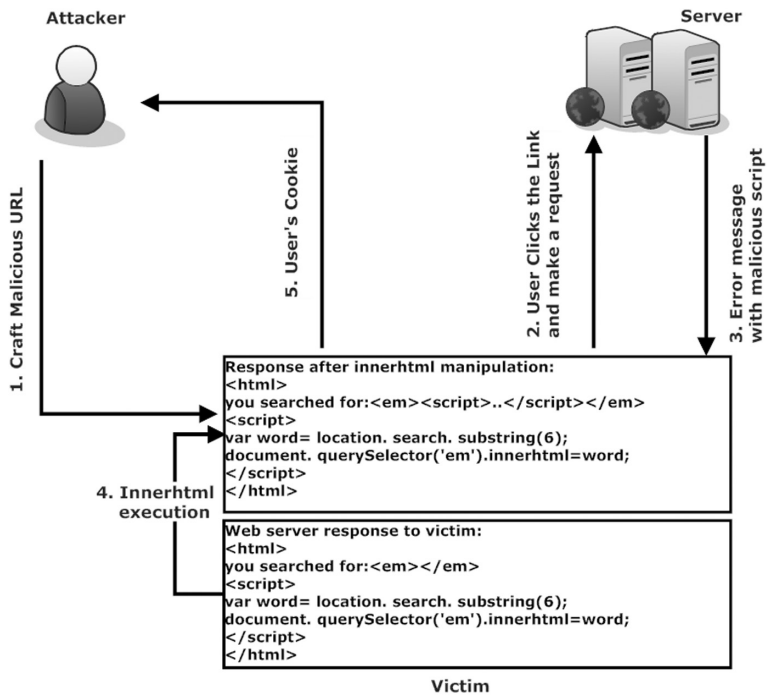 Attacker
Server
1. Craft Malicious URL
5. User's Cookie
2. User Clicks the Link
and make a request
3. Error message
with malicious script
Response after innerhtml manipulation:
<html>
you searched for:<em><script>..</script></em>
<script>
var word= location. search. substring(6);
document. querySelector('em').innerhtml=word;
</script>
</html>
4. Innerhtml
execution
Web server response to victim:
<html>
you searched for:<em></em>
<script>
var word= location. search. substring(6);
document. querySelector('em').innerhtml=word;
</script>
</html>
Victim